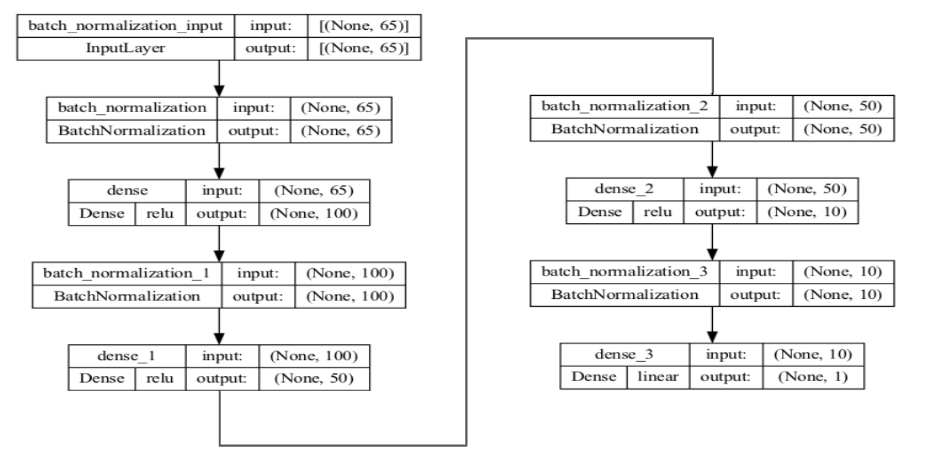 batch_normalization_input input: [(None, 65)]
InputLayer output: [(None, 65)]
batch_normalization input: (None, 65)
BatchNormalization output: (None, 65)
dense input: (None, 65)
Dense relu output: (None, 100)
batch_normalization_1 input: (None, 100)
BatchNormalization output: (None, 100)
dense_1 input: (None, 100)
Dense relu output: (None, 50)
batch_normalization_2 input: (None, 50)
BatchNormalization output: (None, 50)
dense_2 input: (None, 50)
Dense relu output: (None, 10)
batch_normalization_3 input: (None, 10)
BatchNormalization output: (None, 10)
dense_3 input: (None, 10)
Dense linear output: (None, 1)